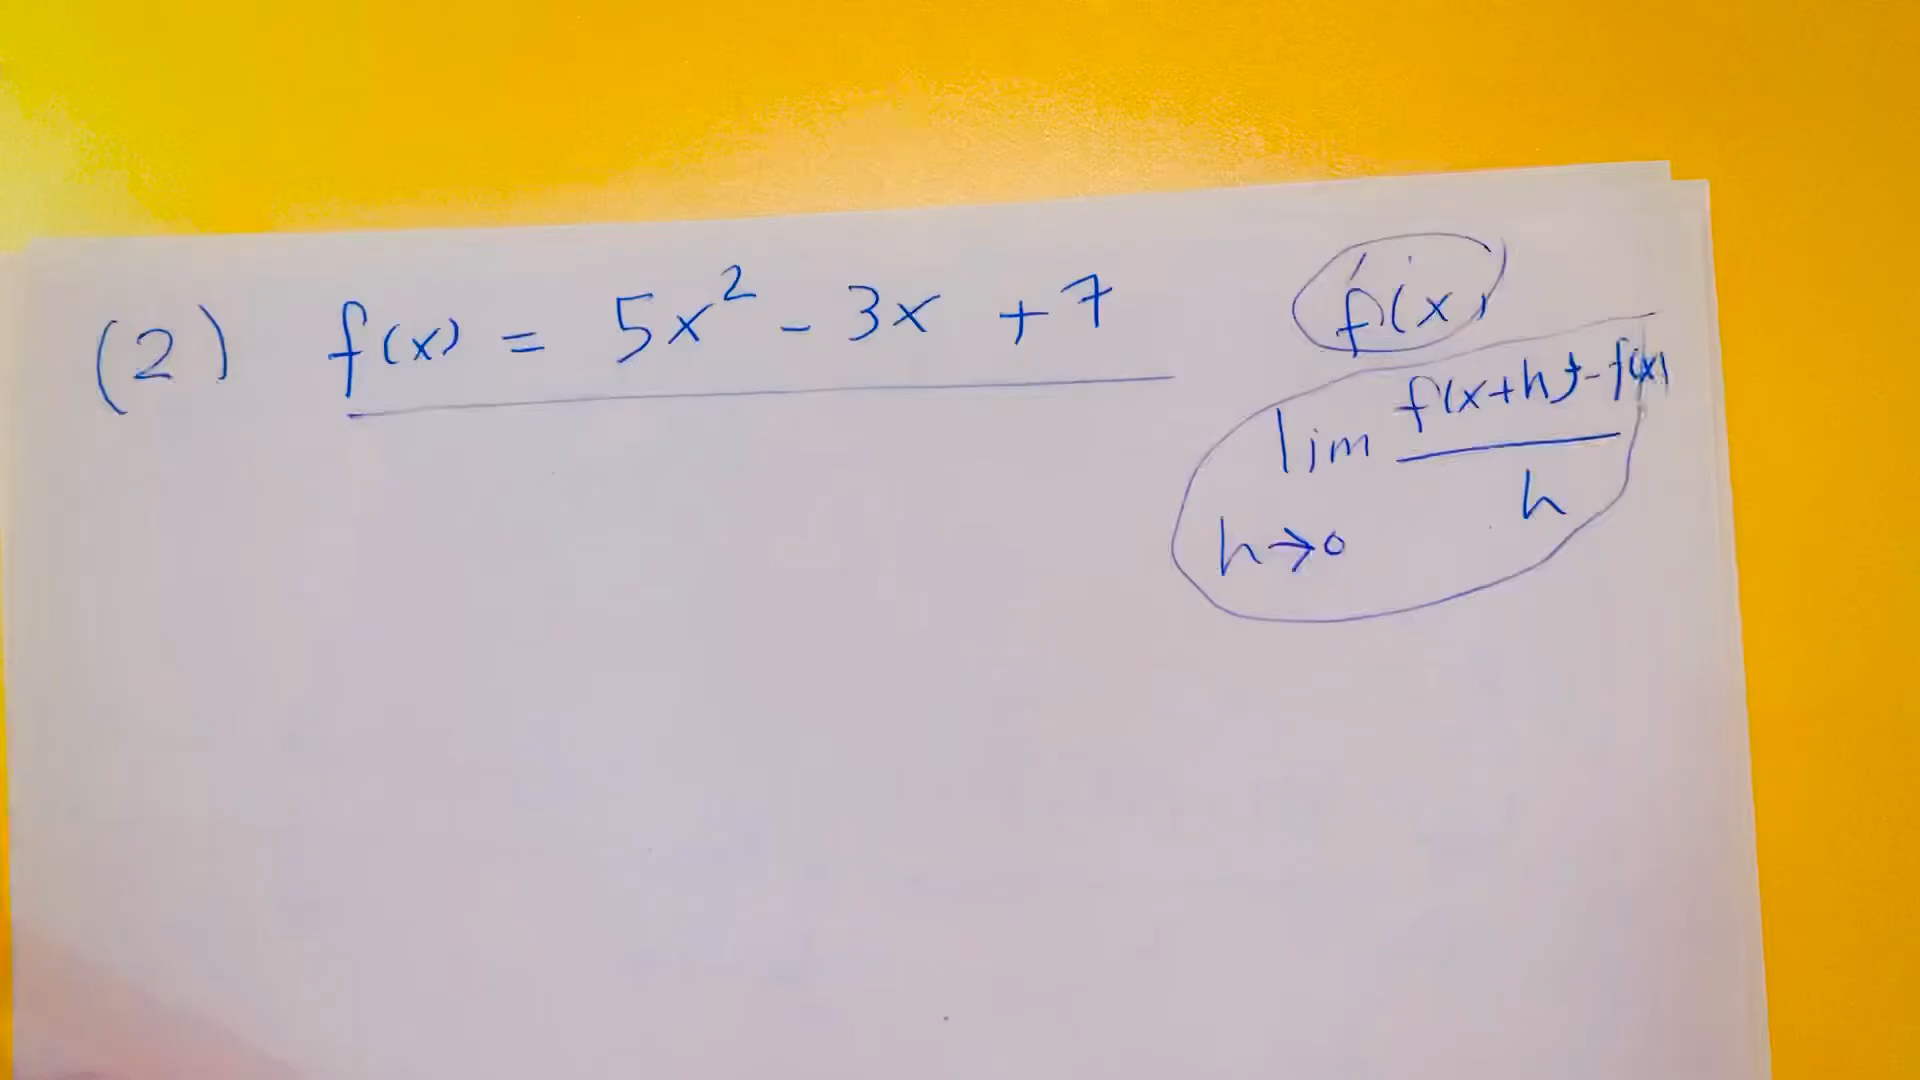 (2) f(x) = 5x² - 3x + 7
f'(x)
lim f(x+h) - f(x)
h
h→0